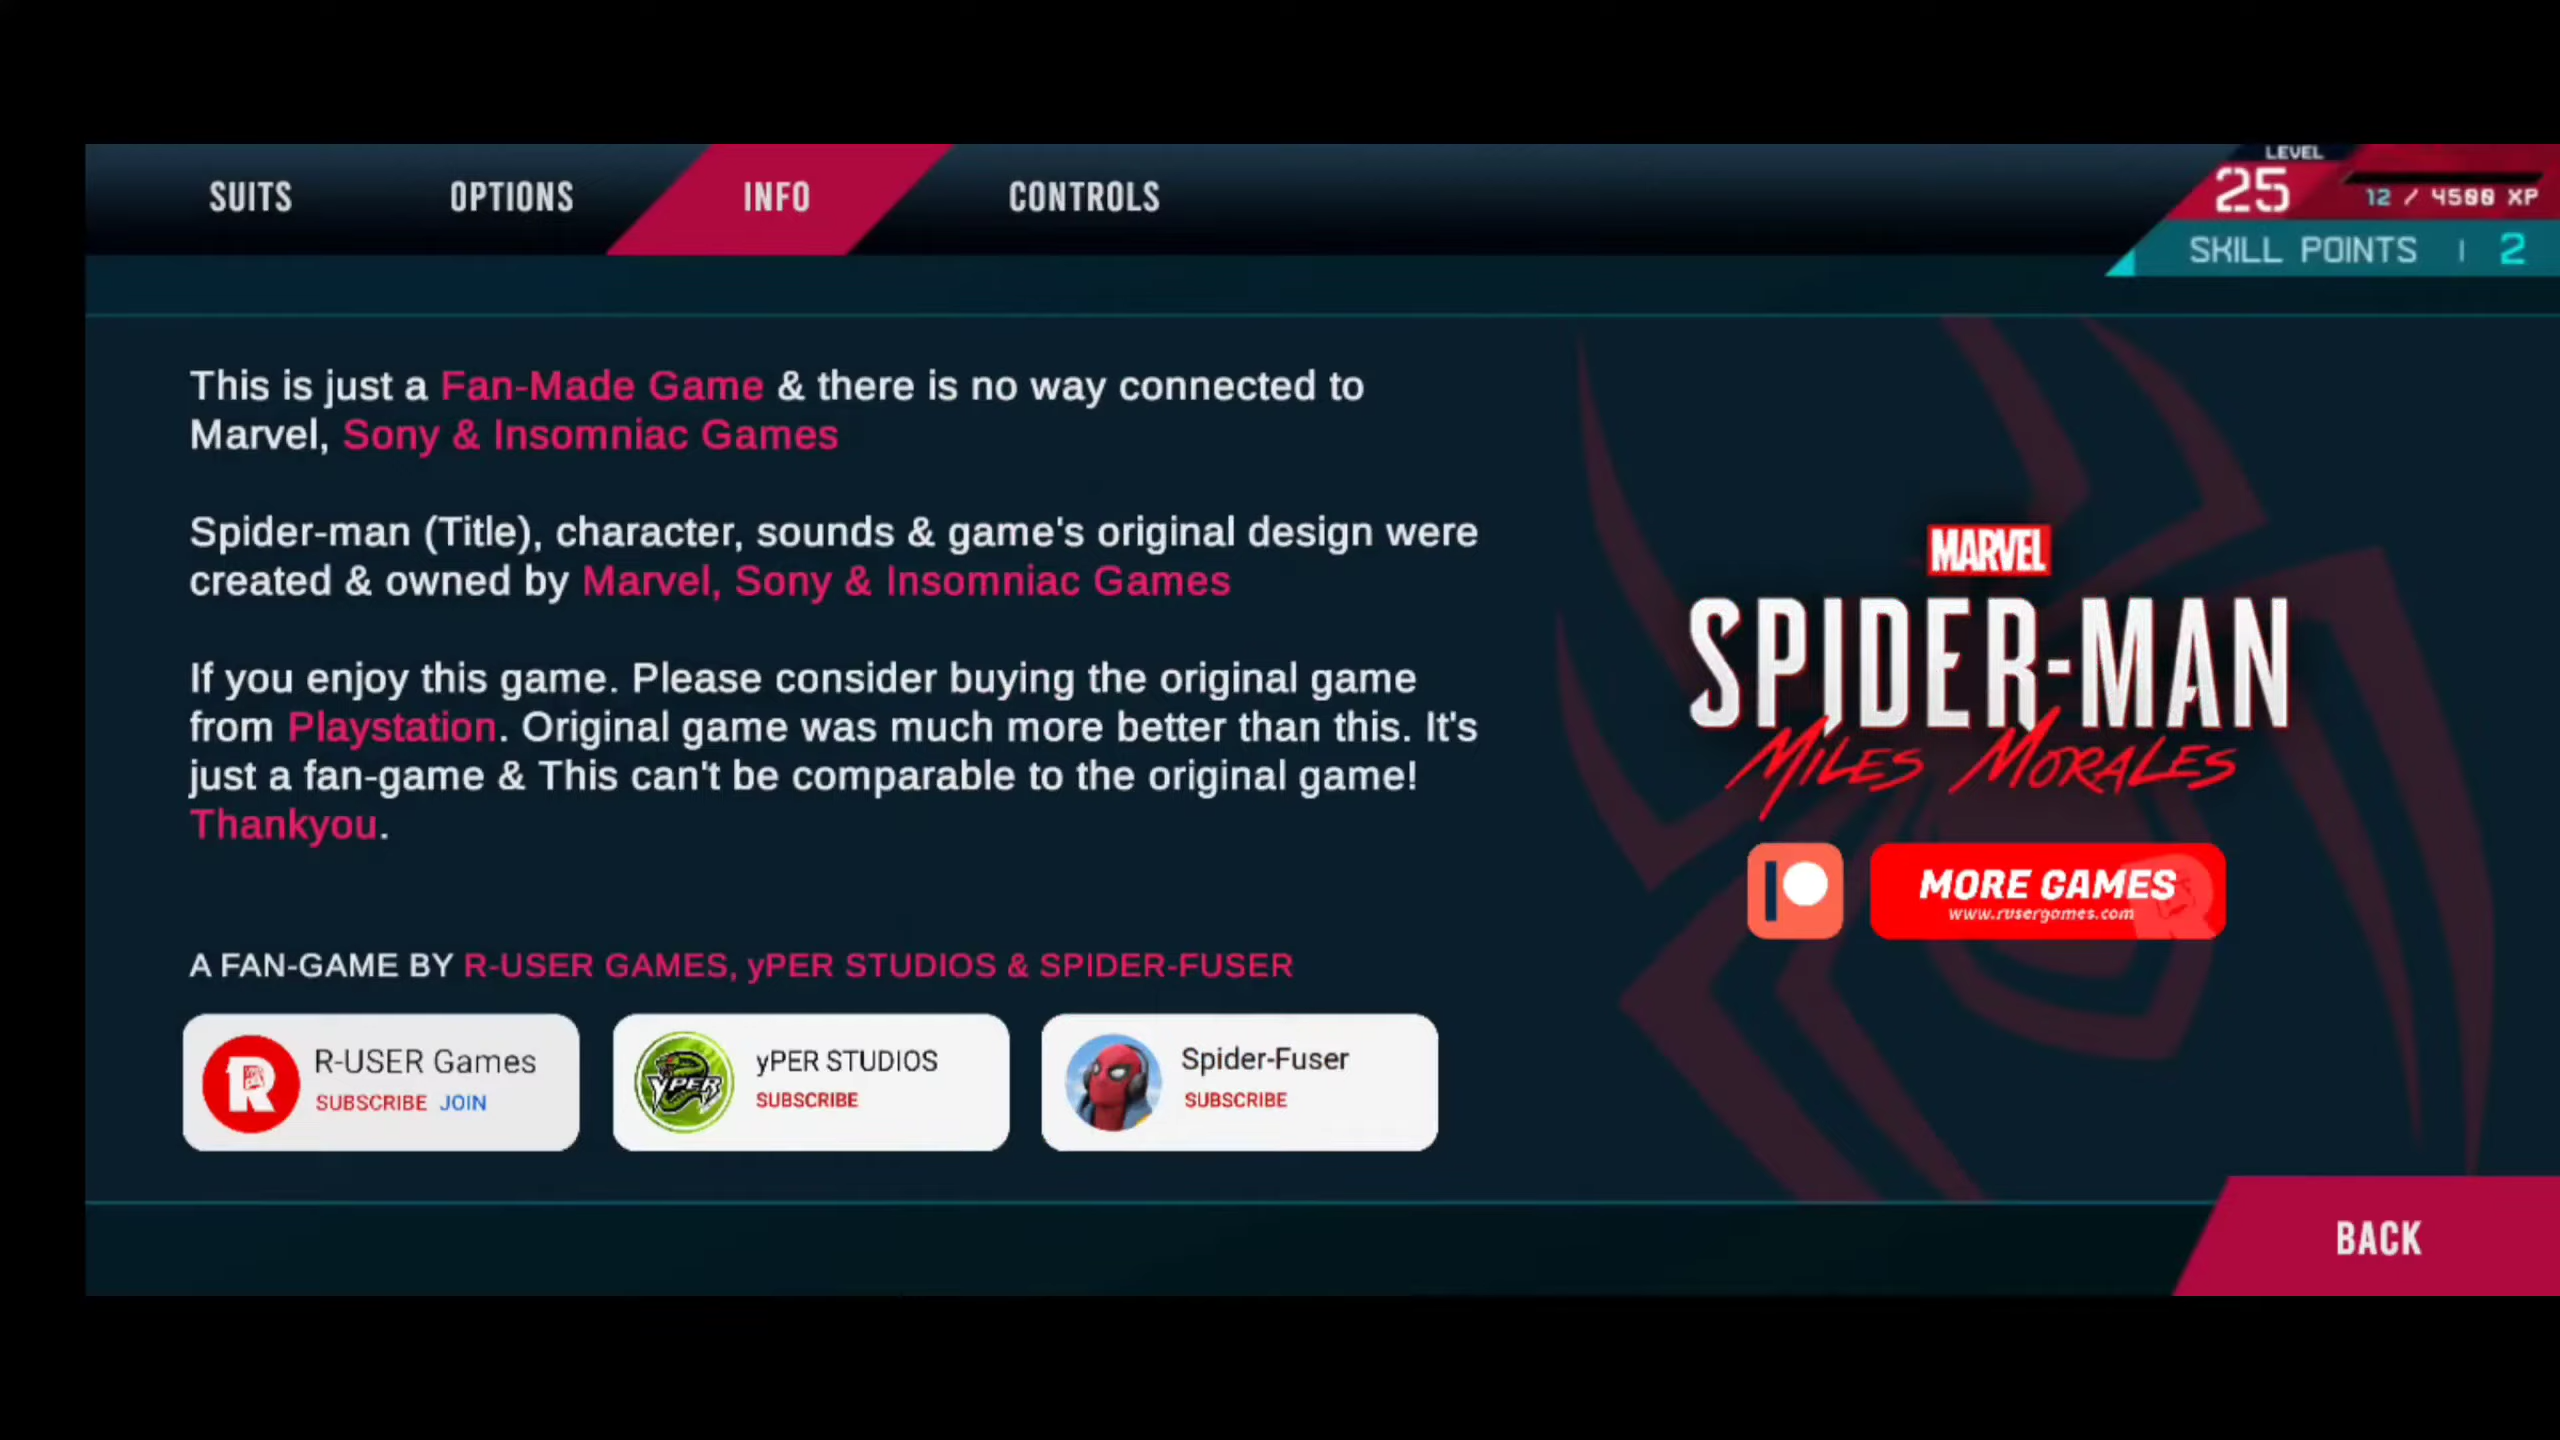 SUITS OPTIONS INFO CONTROLS
LEVEL
25 12 / 4500 XP
SKILL POINTS | 2
This is just a Fan-Made Game & there is no way connected to
Marvel, Sony & Insomniac Games
Spider-man (Title), character, sounds & game's original design were
created & owned by Marvel, Sony & Insomniac Games
If you enjoy this game. Please consider buying the original game
from Playstation. Original game was much more better than this. It's
just a fan-game & This can't be comparable to the original game!
Thankyou.
A FAN-GAME BY R-USER GAMES, yPER STUDIOS & SPIDER-FUSER
R-USER Games
SUBSCRIBE JOIN
YPER
yPER STUDIOS
SUBSCRIBE
Spider-Fuser
SUBSCRIBE
MARVEL
SPIDER-MAN
MILES MORALES
MORE GAMES
www.rusergames.com
BACK